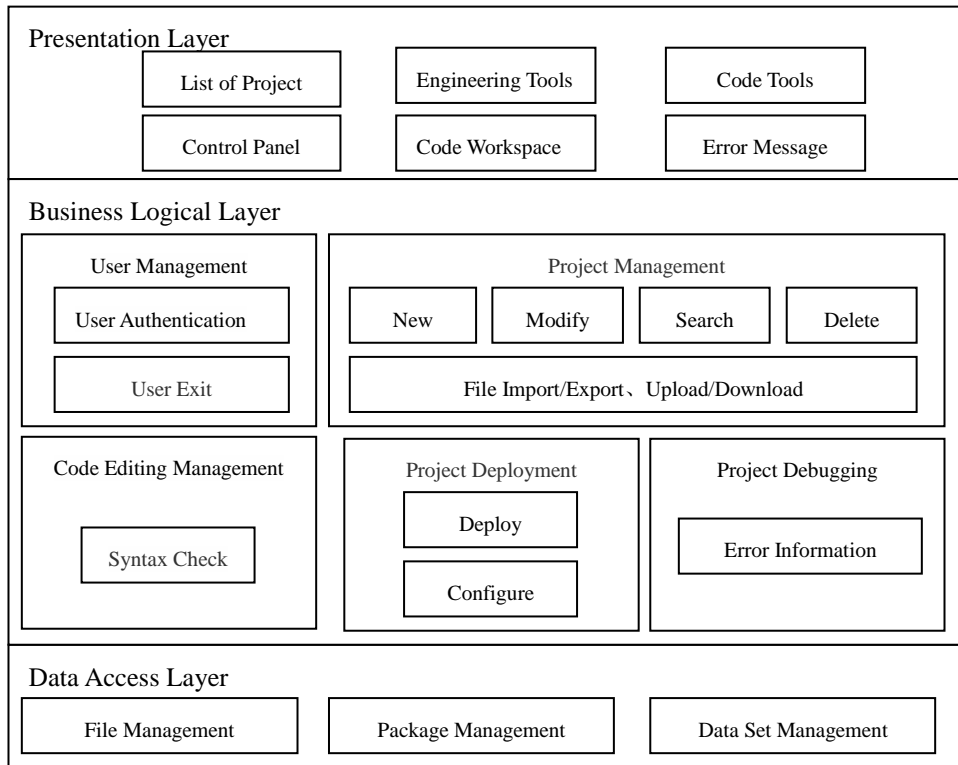 Presentation Layer
List of Project
Engineering Tools
Code Tools
Control Panel
Code Workspace
Error Message
Business Logical Layer
User Management
User Authentication
User Exit
Project Management
New
Modify
Search
Delete
File Import/Export、Upload/Download
Code Editing Management
Syntax Check
Project Deployment
Deploy
Configure
Project Debugging
Error Information
Data Access Layer
File Management
Package Management
Data Set Management